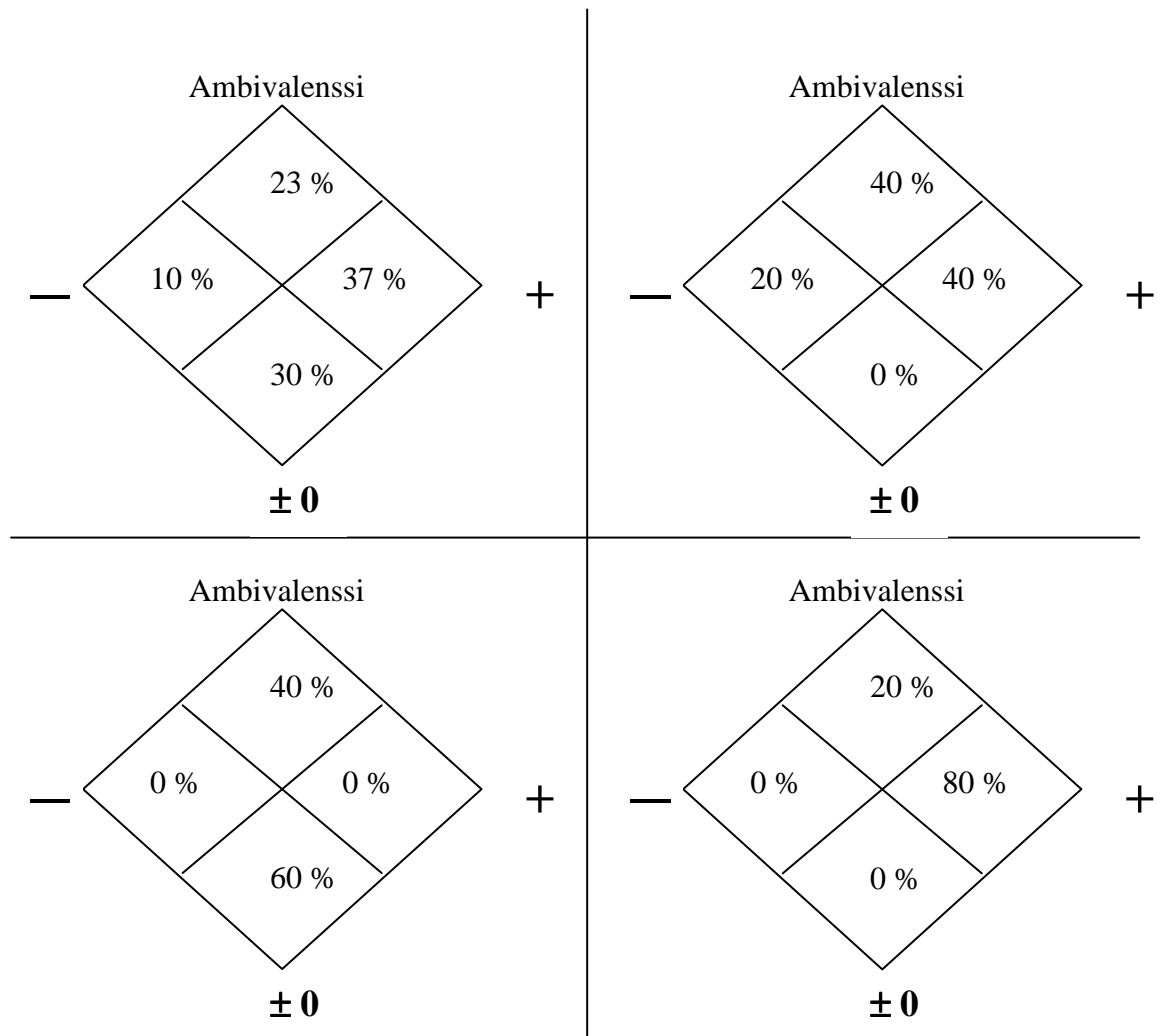 Ambivalenssi
23 %
— 10 % 37 % +
30 %
± 0
Ambivalenssi
40 %
— 20 % 40 % +
0 %
± 0
Ambivalenssi
40 %
— 0 % 0 % +
60 %
± 0
Ambivalenssi
20 %
— 0 % 80 % +
0 %
± 0